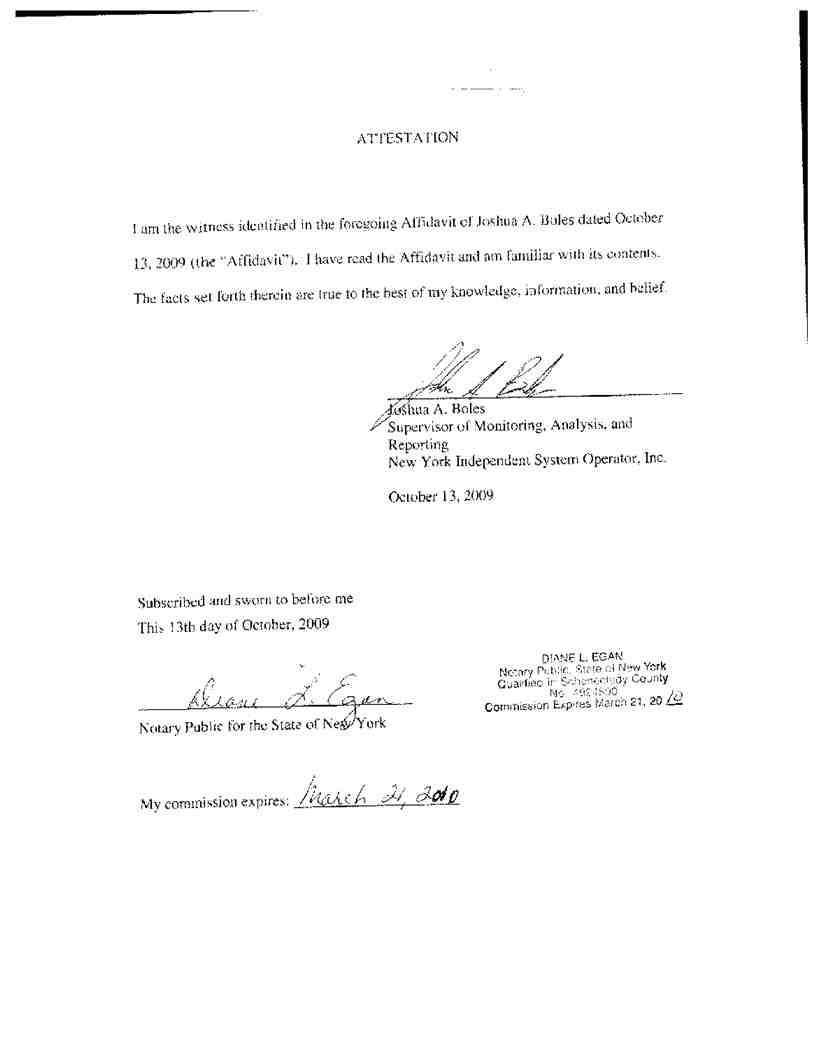 ATTESTATION
I am the witness identified in the foregoing Affidavit of Joshua A. Boles dated October
13, 2009 (the "Affidavit"). I have read the Affidavit and am familiar with its contents.
The facts set forth therein are true to the best of my knowledge, information, and belief.
Joshua A. Boles
Supervisor of Monitoring, Analysis, and
Reporting
New York Independent System Operator, Inc.
October 13, 2009
Subscribed and sworn to before me
This 13th day of October, 2009
Diane L. Egan
Notary Public for the State of New York
DIANE L. EGAN
Notary Public, State of New York
Qualified in Schenectady County
No.
Commission Expires March 21, 20 10
My commission expires: March 21, 2010